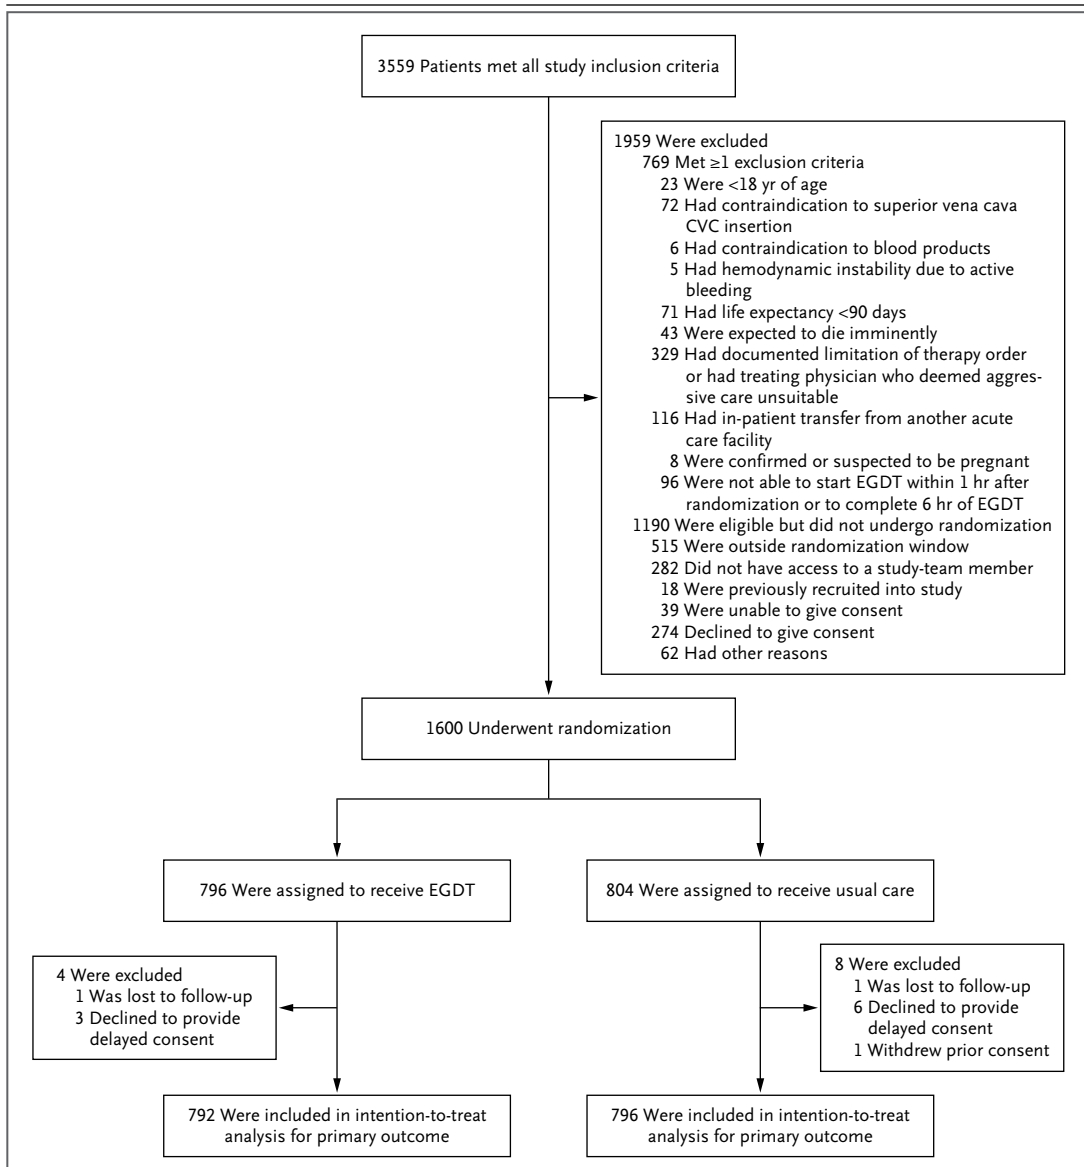 3559 Patients met all study inclusion criteria
1959 Were excluded
769 Met ≥1 exclusion criteria
23 Were <18 yr of age
72 Had contraindication to superior vena cava
CVC insertion
6 Had contraindication to blood products
5 Had hemodynamic instability due to active
bleeding
71 Had life expectancy <90 days
43 Were expected to die imminently
329 Had documented limitation of therapy order
or had treating physician who deemed aggres-
sive care unsuitable
116 Had in-patient transfer from another acute
care facility
8 Were confirmed or suspected to be pregnant
96 Were not able to start EGDT within 1 hr after
randomization or to complete 6 hr of EGDT
1190 Were eligible but did not undergo randomization
515 Were outside randomization window
282 Did not have access to a study-team member
18 Were previously recruited into study
39 Were unable to give consent
274 Declined to give consent
62 Had other reasons
1600 Underwent randomization
796 Were assigned to receive EGDT
804 Were assigned to receive usual care
4 Were excluded
1 Was lost to follow-up
3 Declined to provide
delayed consent
8 Were excluded
1 Was lost to follow-up
6 Declined to provide
delayed consent
1 Withdrew prior consent
792 Were included in intention-to-treat
analysis for primary outcome
796 Were included in intention-to-treat
analysis for primary outcome